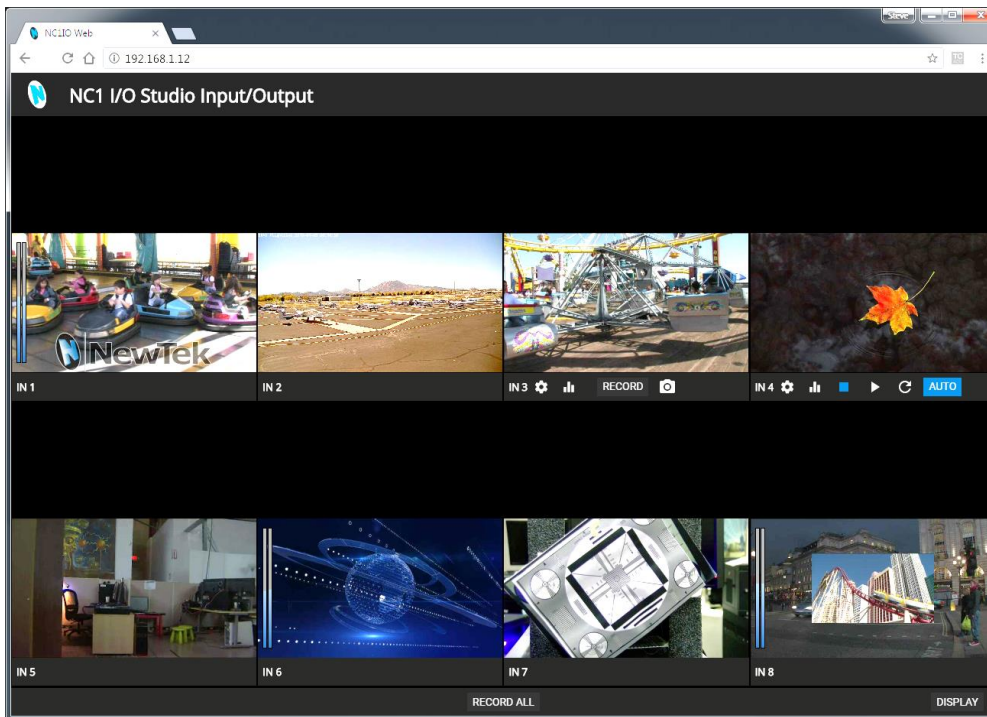 Steve
NC1IO Web
192.168.1.12
NC1 I/O Studio Input/Output
NewTek
IN 1
IN 2
IN 3 RECORD
IN 4 AUTO
IN 5
IN 6
IN 7
IN 8
RECORD ALL
DISPLAY